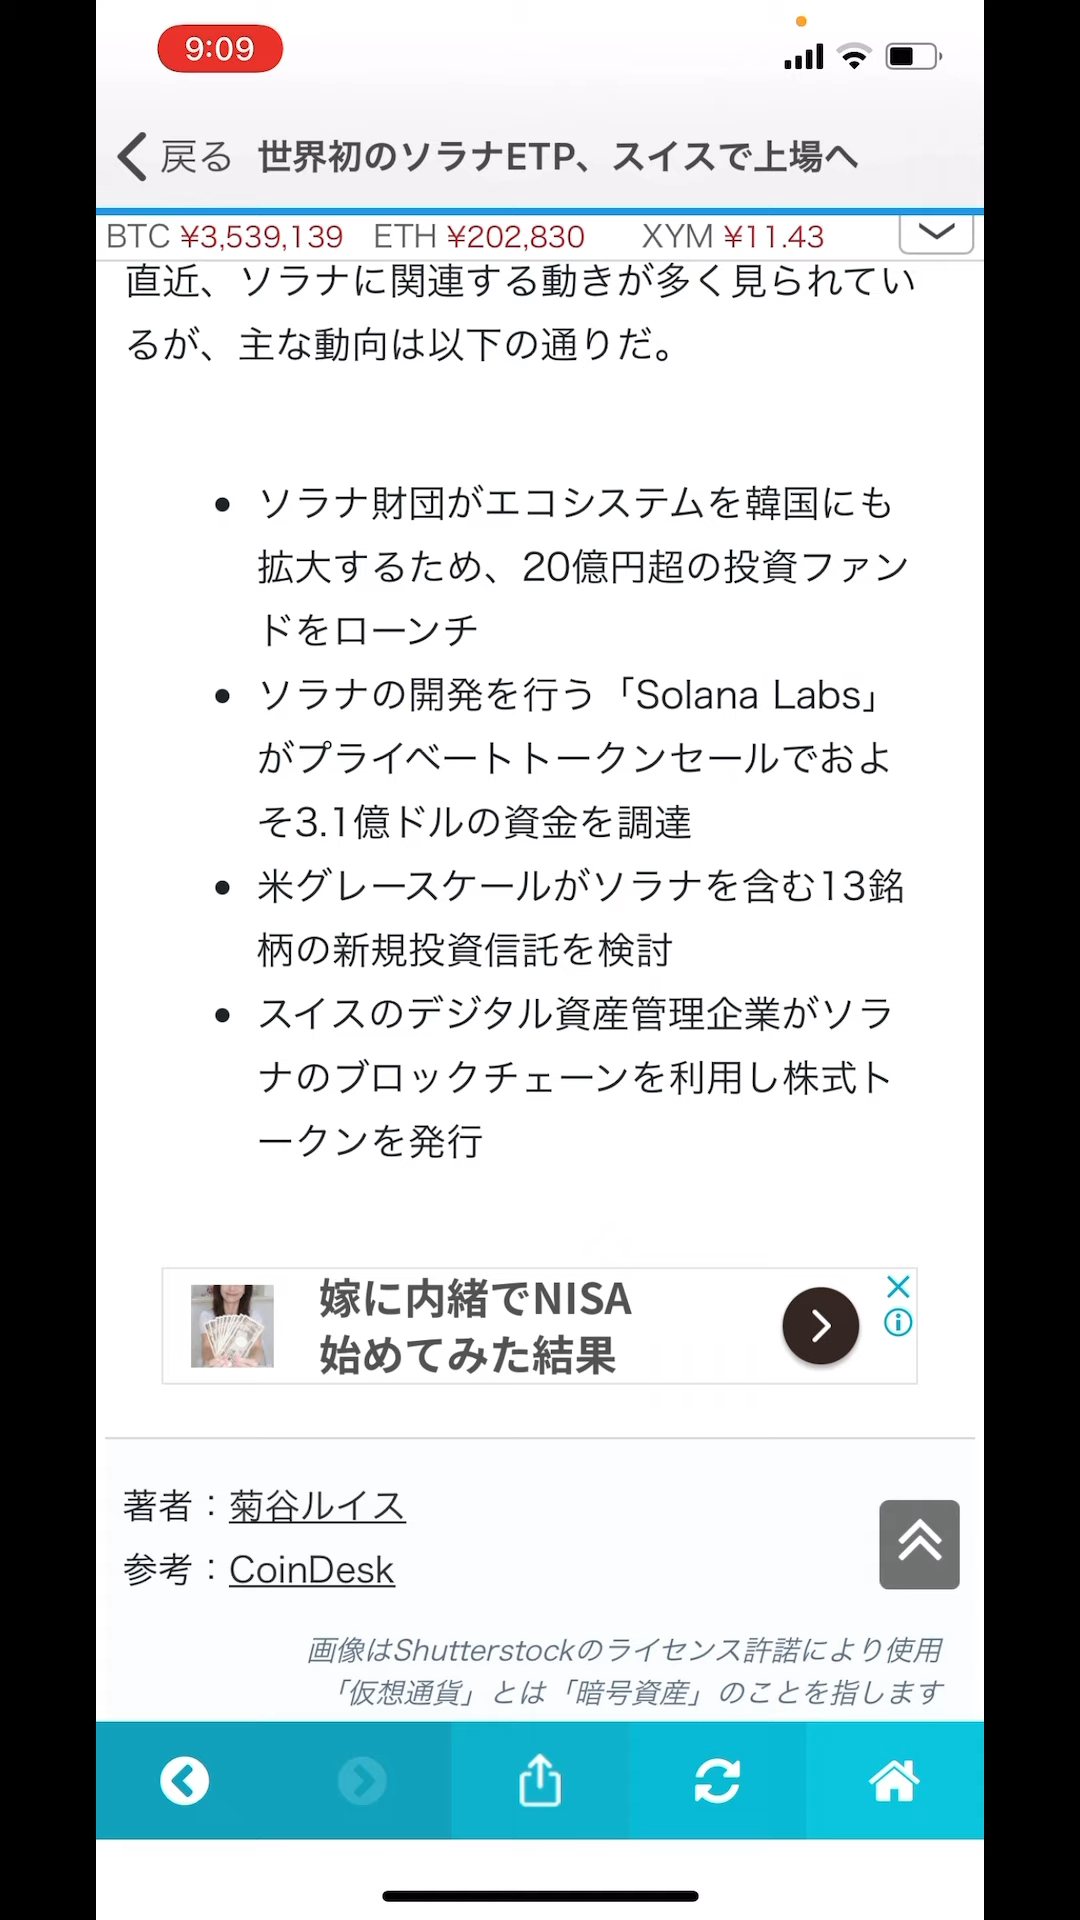 9:09
戻る 世界初のソラナETP、スイスで上場へ
BTC ¥3,539,139 ETH ¥202,830 XYM ¥11.43
直近、ソラナに関連する動きが多く見られてい
るが、主な動向は以下の通りだ。
• ソラナ財団がエコシステムを韓国にも
拡大するため、20億円超の投資ファン
ドをローンチ
• ソラナの開発を行う「Solana Labs」
がプライベートトークンセールでおよ
そ3.1億ドルの資金を調達
• 米グレースケールがソラナを含む13銘
柄の新規投資信託を検討
• スイスのデジタル資産管理企業がソラ
ナのブロックチェーンを利用し株式ト
ークンを発行
嫁に内緒でNISA
始めてみた結果
著者：菊谷ルイス
参考：CoinDesk
画像はShutterstockのライセンス許諾により使用
「仮想通貨」とは「暗号資産」のことを指します